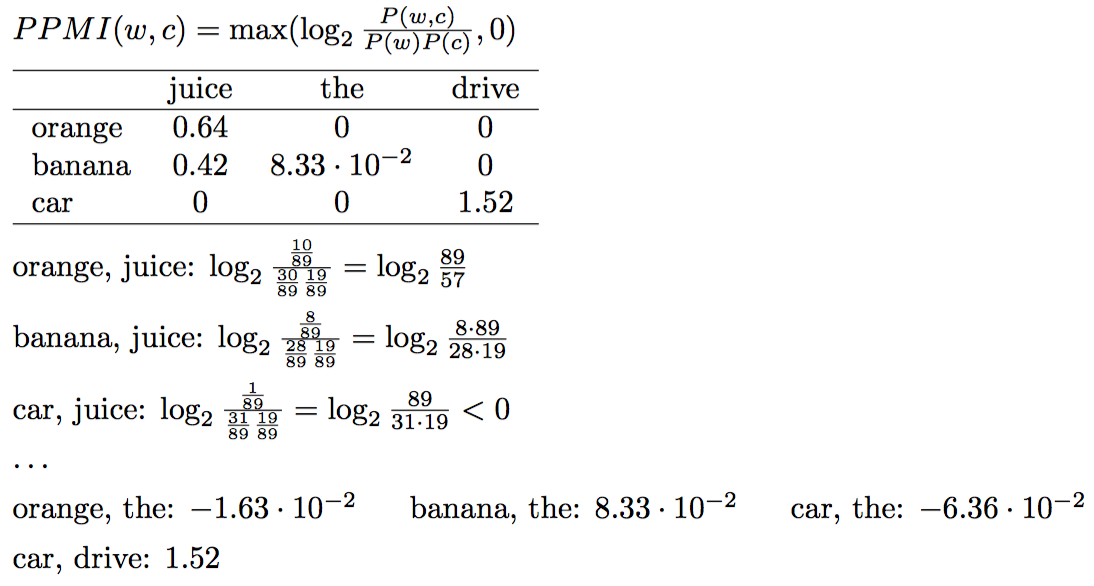 PPMI(w, c) = max(log₂ P(w,c)/P(w)P(c), 0)
juice the drive
orange 0.64 0 0
banana 0.42 8.33 · 10⁻² 0
car 0 0 1.52
orange, juice: log₂ (10/89)/(30/89 19/89) = log₂ 89/57
banana, juice: log₂ (8/89)/(28/89 19/89) = log₂ 8·89/28·19
car, juice: log₂ (1/89)/(31/89 19/89) = log₂ 89/31·19 < 0
...
orange, the: −1.63 · 10⁻² banana, the: 8.33 · 10⁻² car, the: −6.36 · 10⁻²
car, drive: 1.52